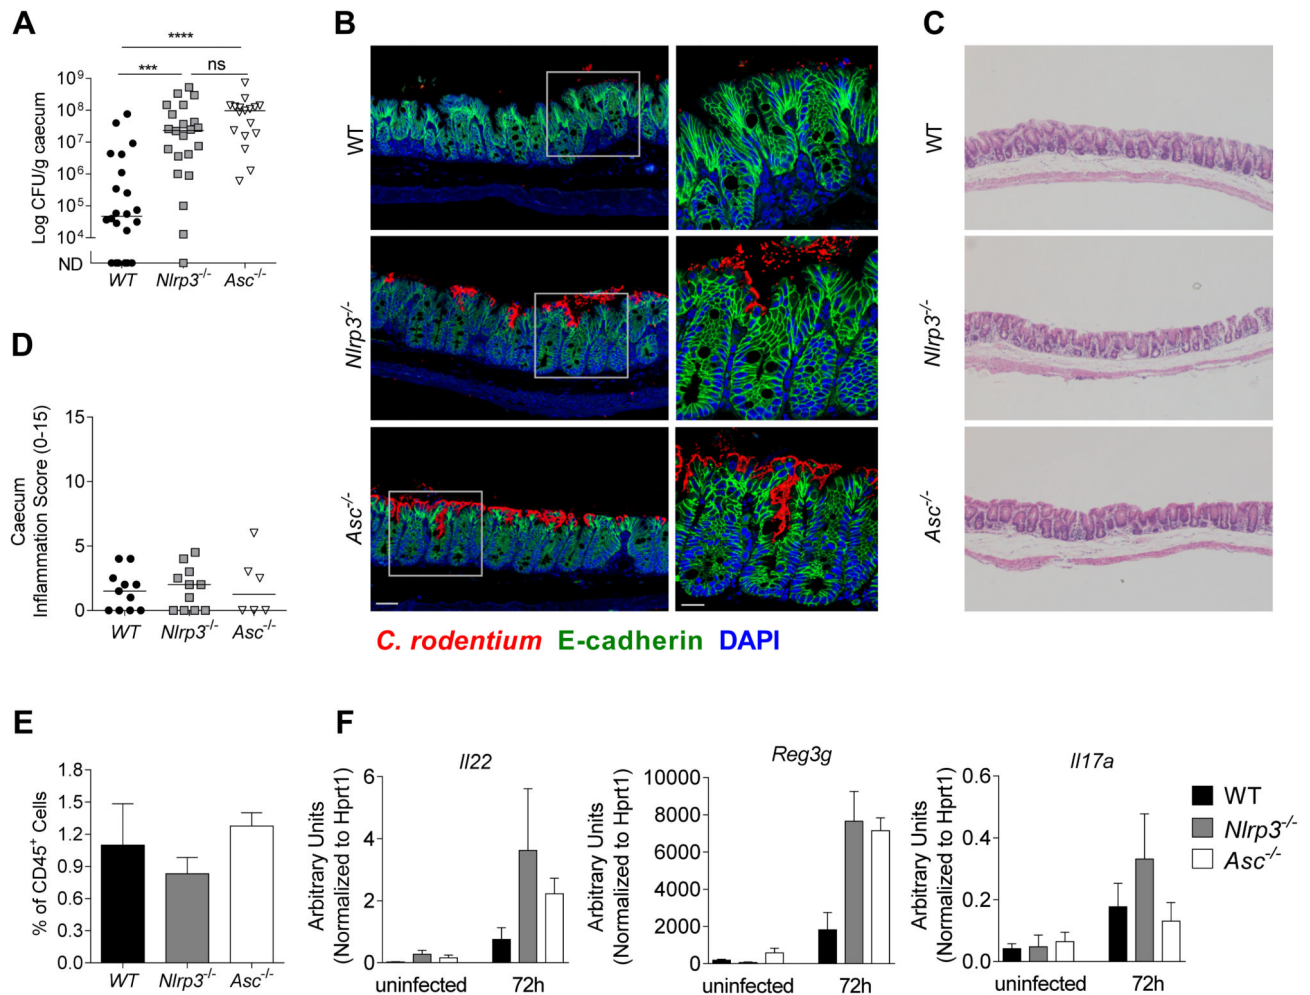 A
****
***
ns
Log CFU/g caecum
10⁹
10⁸
10⁷
10⁶
10⁵
10⁴
ND
WT
Nlrp3⁻/⁻
Asc⁻/⁻
B
WT
Nlrp3⁻/⁻
Asc⁻/⁻
C. rodentium E-cadherin DAPI
C
WT
Nlrp3⁻/⁻
Asc⁻/⁻
D
Caecum
Inflammation Score (0-15)
15
10
5
0
WT
Nlrp3⁻/⁻
Asc⁻/⁻
E
% of CD45⁺ Cells
1.8
1.5
1.2
0.9
0.6
0.3
0.0
WT
Nlrp3⁻/⁻
Asc⁻/⁻
F
Il22
Arbitrary Units
(Normalized to Hprt1)
6
4
2
0
uninfected
72h
Reg3g
Arbitrary Units
(Normalized to Hprt1)
10000
8000
6000
4000
2000
0
uninfected
72h
Il17a
Arbitrary Units
(Normalized to Hprt1)
0.6
0.4
0.2
0.0
uninfected
72h
WT
Nlrp3⁻/⁻
Asc⁻/⁻